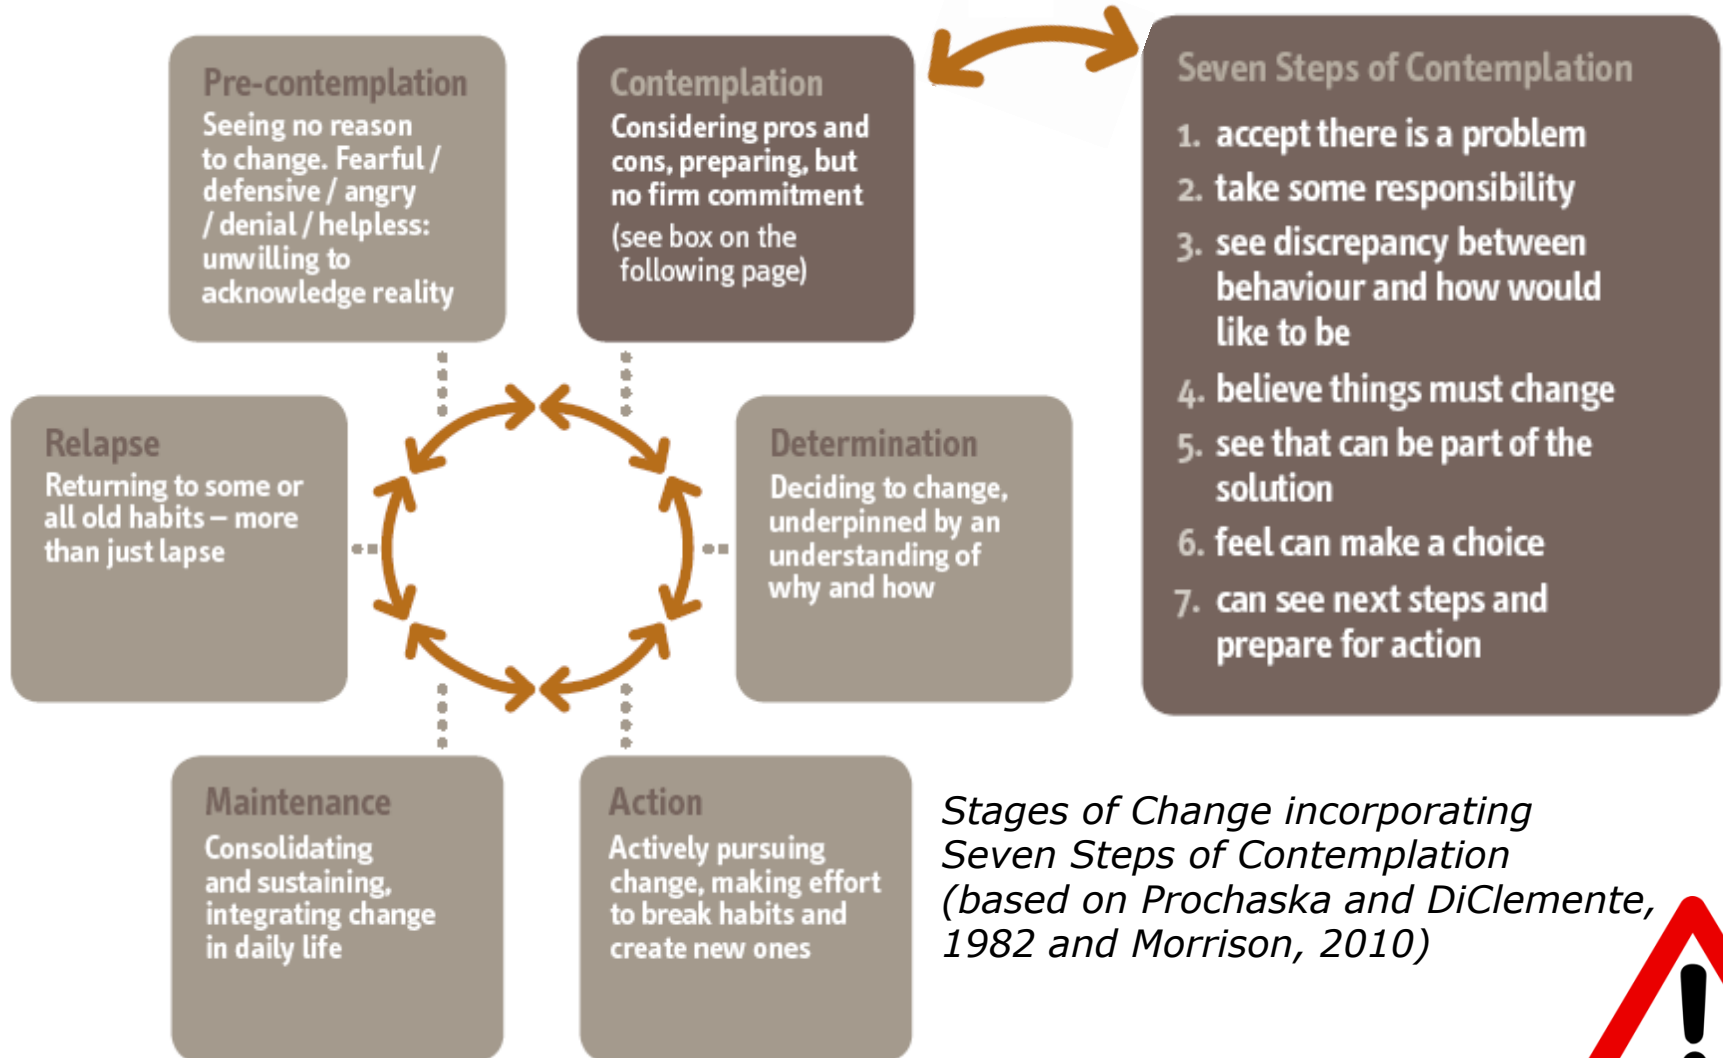 Pre-contemplation
Seeing no reason
to change. Fearful /
defensive / angry
/ denial / helpless:
unwilling to
acknowledge reality
Contemplation
Considering pros and
cons, preparing, but
no firm commitment
(see box on the
following page)
Seven Steps of Contemplation
1. accept there is a problem
2. take some responsibility
3. see discrepancy between
behaviour and how would
like to be
4. believe things must change
5. see that can be part of the
solution
6. feel can make a choice
7. can see next steps and
prepare for action
Relapse
Returning to some or
all old habits – more
than just lapse
Determination
Deciding to change,
underpinned by an
understanding of
why and how
Maintenance
Consolidating
and sustaining,
integrating change
in daily life
Action
Actively pursuing
change, making effort
to break habits and
create new ones
Stages of Change incorporating
Seven Steps of Contemplation
(based on Prochaska and DiClemente,
1982 and Morrison, 2010)